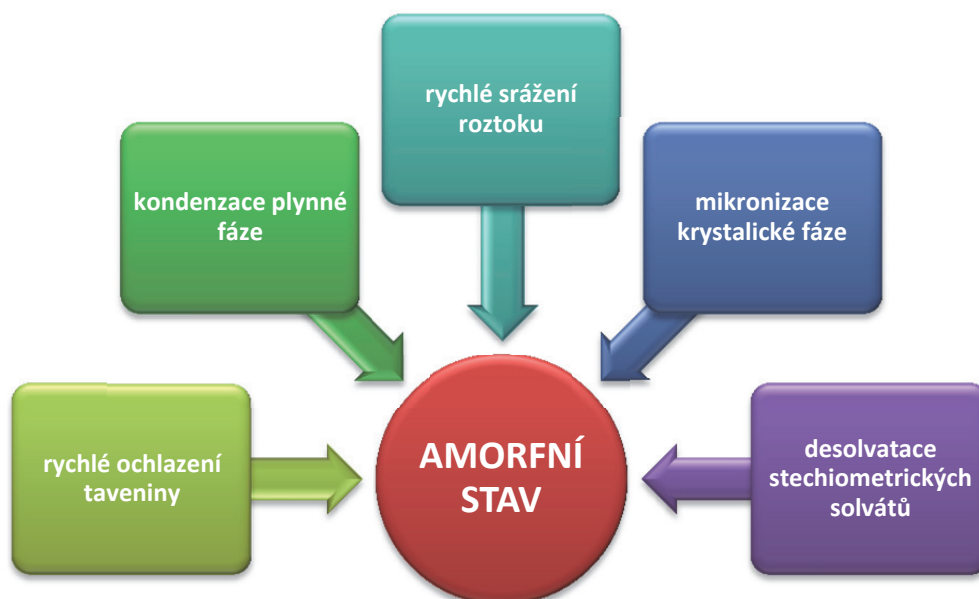 rychlé srážení
roztoku
kondenzace plynné
fáze
mikronizace
krystalické fáze
rychlé ochlazení
taveniny
AMORFNÍ
STAV
desolvatace
stechiometrických
solvátů